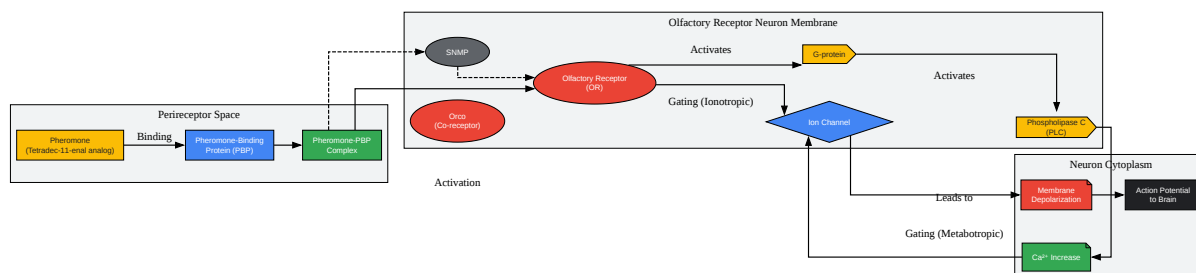 Olfactory Receptor Neuron Membrane
SNMP
Activates
G-protein
Olfactory Receptor
(OR)
Activates
Gating (Ionotropic)
Orco
(Co-receptor)
Ion Channel
Phospholipase C
(PLC)
Perireceptor Space
Pheromone
(Tetradec-11-enal analog)
Binding
Pheromone-Binding
Protein (PBP)
Pheromone-PBP
Complex
Activation
Neuron Cytoplasm
Leads to
Membrane
Depolarization
Action Potential
to Brain
Gating (Metabotropic)
Ca²⁺ Increase